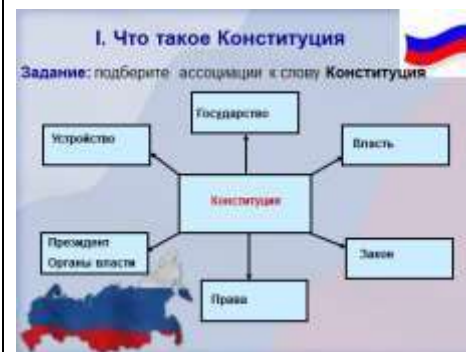 I. Что такое Конституция
Задание: подберите ассоциации к слову Конституция
Государство
Устройство
Власть
Конституция
Президент
Органы власти
Закон
Права